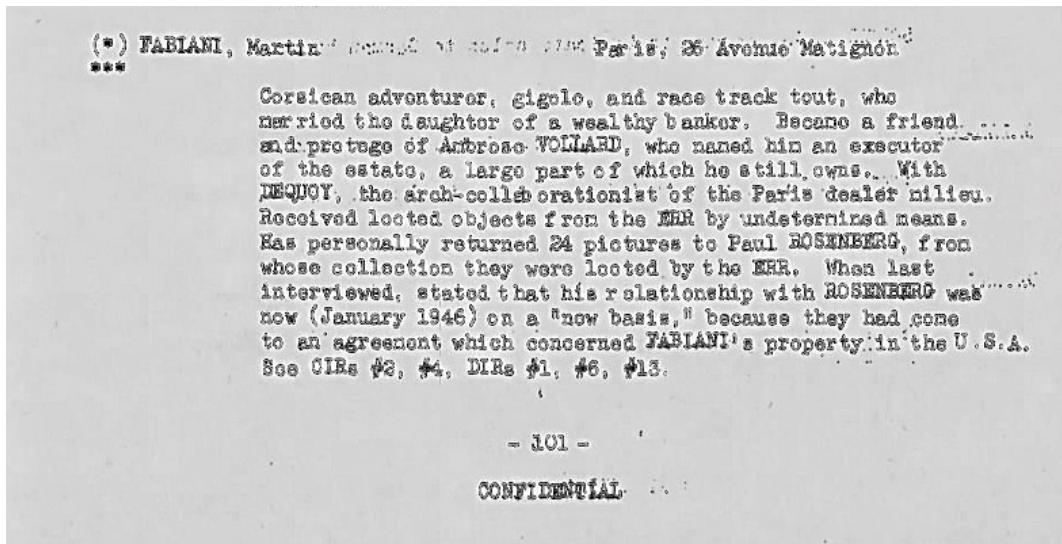 (*) FABIANI, Martin Paris, 26 Avenue Matignon
***
Corsican adventurer, gigolo, and race track tout, who
married the daughter of a wealthy banker. Became a friend
and protege of Ambrose VOLLARD, who named him an executor
of the estate, a large part of which he still owns. With
DEQUOY, the arch-collaborationist of the Paris dealer milieu.
Received looted objects from the ERR by undetermined means.
Has personally returned 24 pictures to Paul ROSENBERG, from
whose collection they were looted by the ERR. When last
interviewed, stated that his relationship with ROSENBERG was
now (January 1946) on a "new basis," because they had come
to an agreement which concerned FABIANI's property in the U.S.A.
See CIRs #2, #4, DIRs #1, #6, #13.
- 101 -
CONFIDENTIAL